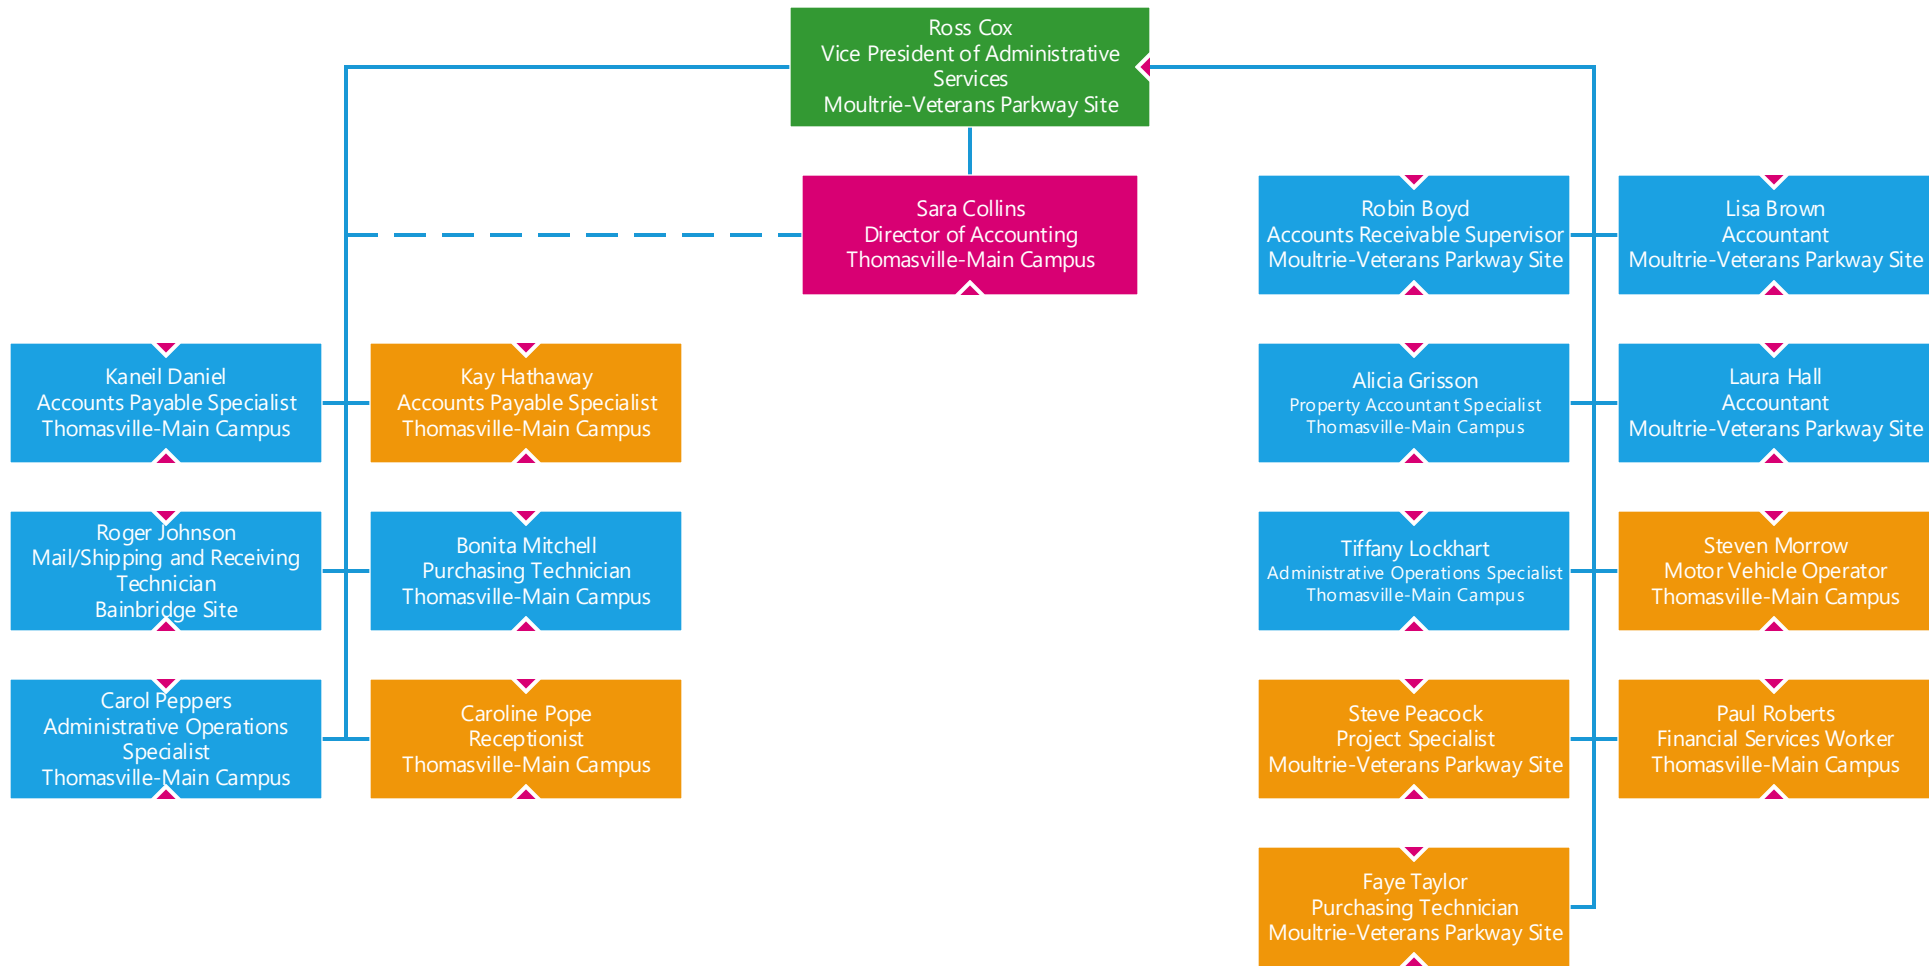 Ross Cox
Vice President of Administrative
Services
Moultrie-Veterans Parkway Site
Sara Collins
Director of Accounting
Thomasville-Main Campus
Robin Boyd
Accounts Receivable Supervisor
Moultrie-Veterans Parkway Site
Lisa Brown
Accountant
Moultrie-Veterans Parkway Site
Kaneil Daniel
Accounts Payable Specialist
Thomasville-Main Campus
Kay Hathaway
Accounts Payable Specialist
Thomasville-Main Campus
Alicia Grisson
Property Accountant Specialist
Thomasville-Main Campus
Laura Hall
Accountant
Moultrie-Veterans Parkway Site
Roger Johnson
Mail/Shipping and Receiving
Technician
Bainbridge Site
Bonita Mitchell
Purchasing Technician
Thomasville-Main Campus
Tiffany Lockhart
Administrative Operations Specialist
Thomasville-Main Campus
Steven Morrow
Motor Vehicle Operator
Thomasville-Main Campus
Carol Peppers
Administrative Operations
Specialist
Thomasville-Main Campus
Caroline Pope
Receptionist
Thomasville-Main Campus
Steve Peacock
Project Specialist
Moultrie-Veterans Parkway Site
Paul Roberts
Financial Services Worker
Thomasville-Main Campus
Faye Taylor
Purchasing Technician
Moultrie-Veterans Parkway Site